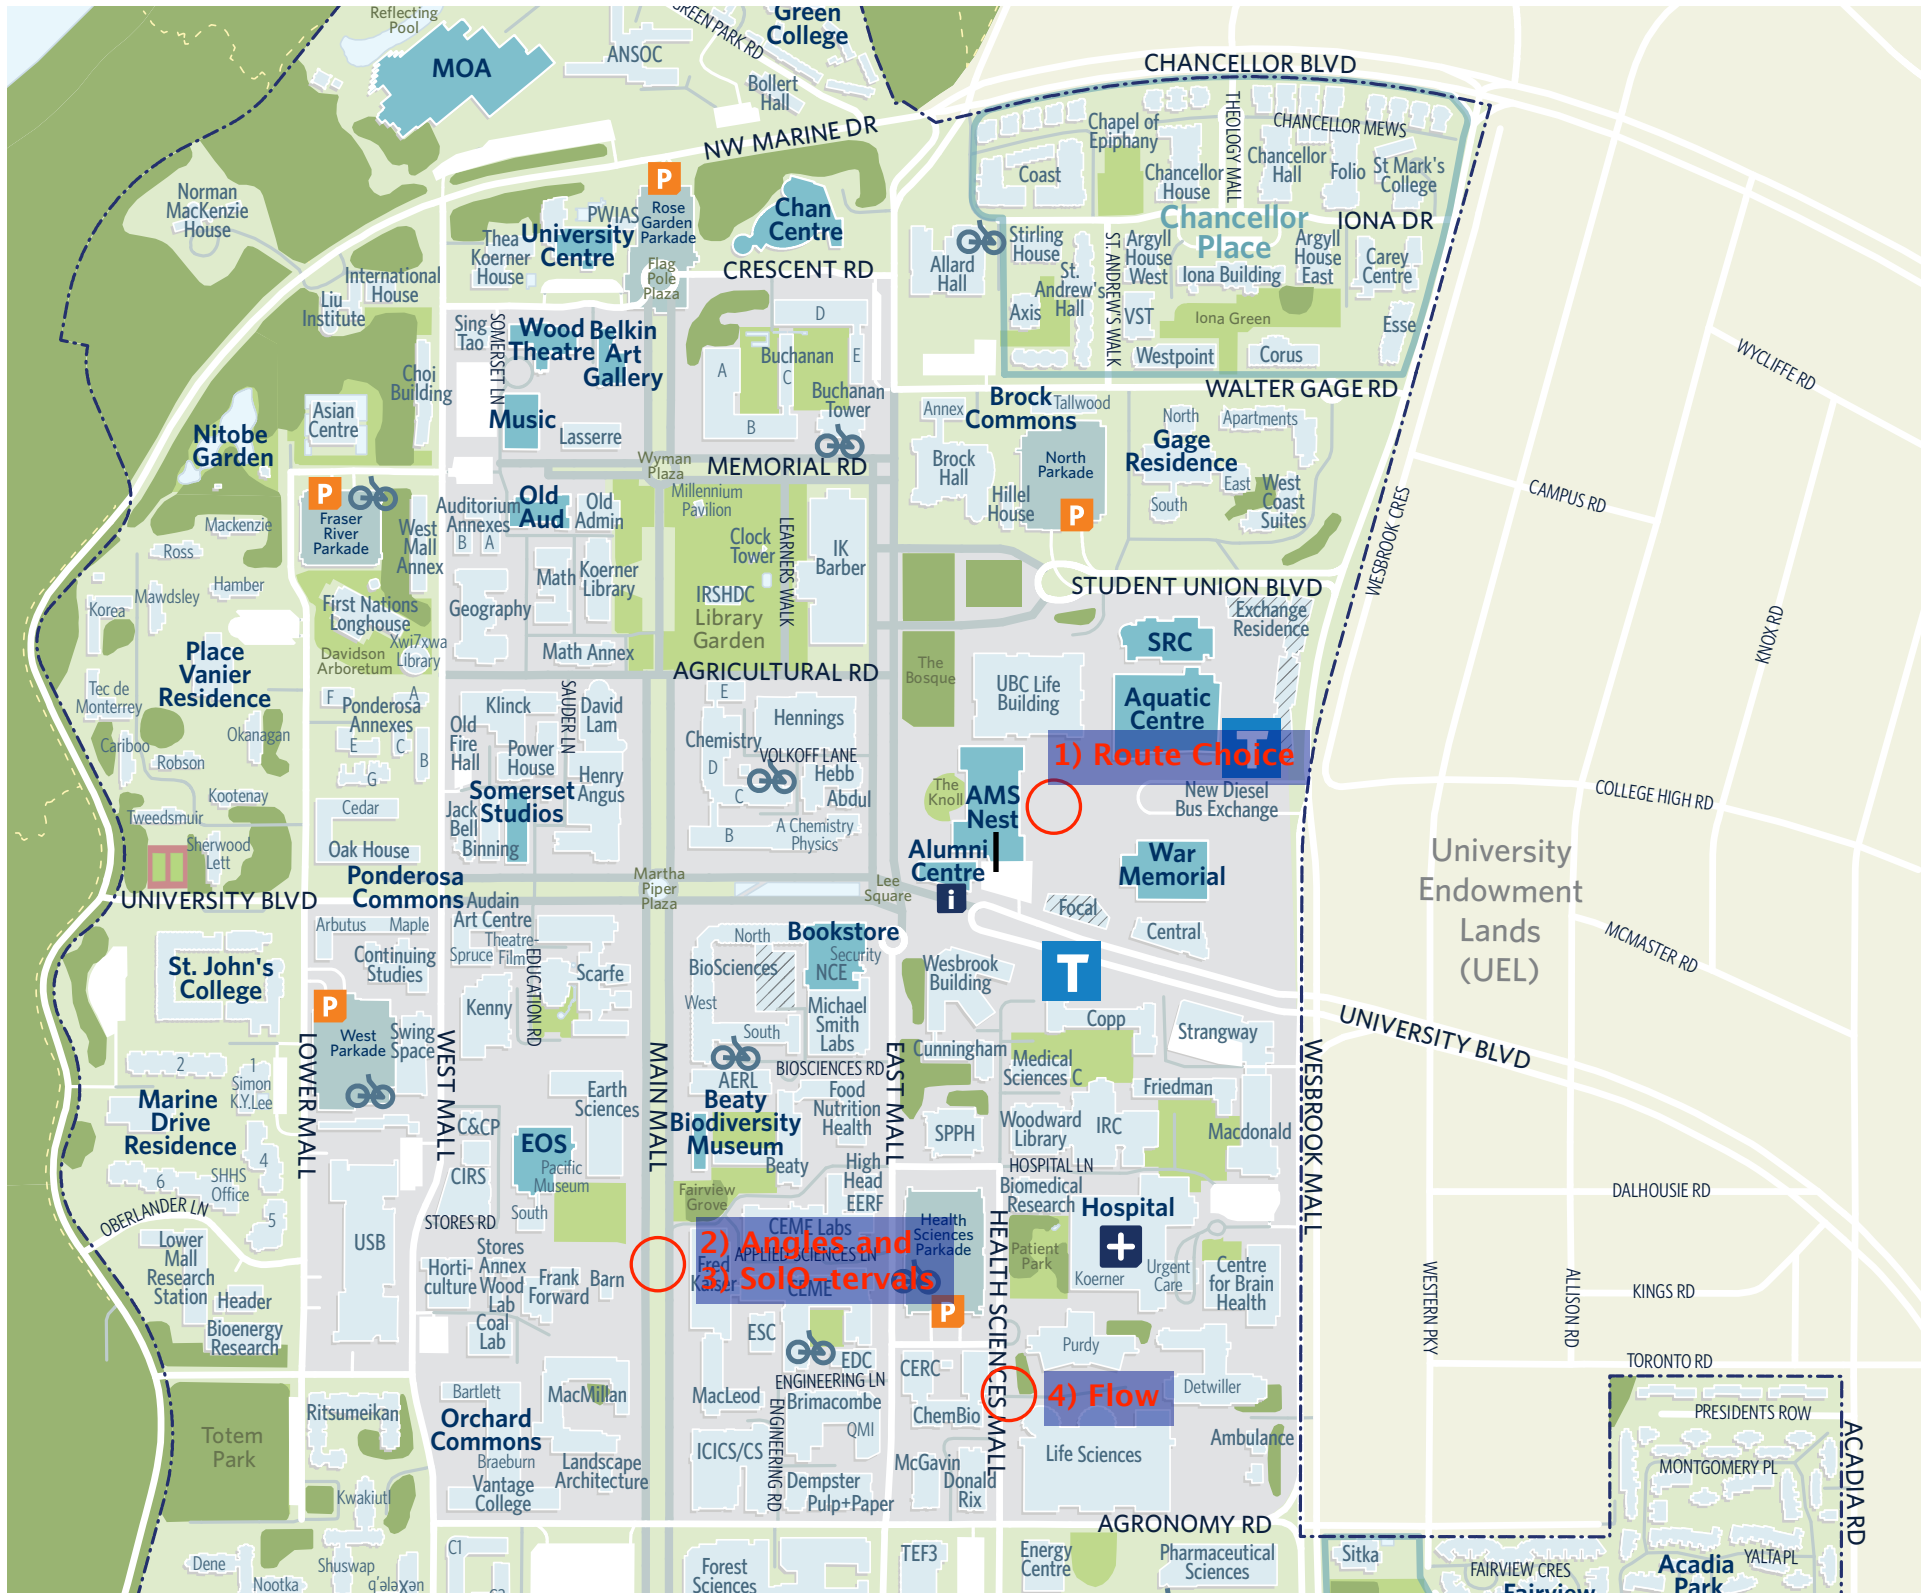 Reflecting
Pool
MOA
ANSOC
GREEN PARK RD
Green
College
Bollert
Hall
CHANCELLOR BLVD
NW MARINE DR
Norman
MacKenzie
House
P
Rose
Garden
Parkade
PWIAS
Thea
Koerner
House
University
Centre
Flag
Pole
Plaza
Chan
Centre
CRESCENT RD
International
House
Liu
Institute
Chapel of
Epiphany
THEOLOGY MALL
CHANCELLOR MEWS
Coast
Chancellor
House
Chancellor
Hall
Folio
St Mark's
College
Chancellor
Place
IONA DR
Allard
Hall
Stirling
House
St.
Andrew's
Hall
ST. ANDREW'S WALK
Argyll
House
West
Iona Building
Argyll
House
East
Carey
Centre
Axis
VST
Iona Green
Esse
Westpoint
Corus
WALTER GAGE RD
WYCLIFFE RD
Sing
Tao
SOMERSET LN
Wood
Theatre
Belkin
Art
Gallery
D
Buchanan
A
C
E
B
Buchanan
Tower
Choi
Building
Music
Lasserre
Asian
Centre
Nitobe
Garden
Wyman
Plaza
MEMORIAL RD
Annex
Brock
Commons
Tallwood
Brock
Hall
North
Parkade
P
Hillel
House
North
Apartments
Gage
Residence
East
South
West
Coast
Suites
WESBROOK CRES
CAMPUS RD
KNOX RD
P
Fraser
River
Parkade
West
Mall
Annex
Auditorium
Annexes
B
A
Old
Aud
Old
Admin
Millennium
Pavilion
Clock
Tower
LEARNERS WALK
IK
Barber
Mackenzie
Ross
Hamber
Mawdsley
Korea
Math
Koerner
Library
IRSHDC
Library
Garden
Geography
First Nations
Longhouse
Xwi7xwa
Library
Davidson
Arboretum
Math Annex
AGRICULTURAL RD
STUDENT UNION BLVD
Exchange
Residence
SRC
The
Bosque
UBC Life
Building
Aquatic
Centre
T
1) Route Choice
New Diesel
Bus Exchange
COLLEGE HIGH RD
Place
Vanier
Residence
Tec de
Monterrey
Okanagan
Cariboo
Robson
Kootenay
Tweedsmuir
Sherwood
Lett
F
A
Ponderosa
Annexes
E
C
B
G
Cedar
Oak House
Klinck
SAUDER LN
David
Lam
Old
Fire
Hall
Power
House
Henry
Angus
Somerset
Studios
Jack
Bell
Binning
E
Hennings
Chemistry
VOLKOFF LANE
D
Hebb
C
Abdul
B
A Chemistry
Physics
The
Knoll
AMS
Nest
Alumni
Centre
i
War
Memorial
University
Endowment
Lands
(UEL)
MCMASTER RD
UNIVERSITY BLVD
Ponderosa
Commons
Audain
Art Centre
Martha
Piper
Plaza
Lee
Square
Focal
Central
Arbutus
Maple
Continuing
Studies
Spruce
Theatre-
Film
EDUCATION RD
Scarfe
Kenny
St. John's
College
P
West
Parkade
Swing
Space
North
BioSciences
West
South
Bookstore
Security
NCE
Michael
Smith
Labs
Wesbrook
Building
T
Copp
Strangway
UNIVERSITY BLVD
LOWER MALL
WEST MALL
MAIN MALL
EAST MALL
WESBROOK MALL
2
1
Simon
K.Y.Lee
Marine
Drive
Residence
4
6
SHHS
Office
5
OBERLANDER LN
BIOSCIENCES RD
AERL
Beaty
Biodiversity
Museum
Food
Nutrition
Health
Beaty
High
Head
EERF
Cunningham
Medical
Sciences C
Friedman
Woodward
Library
IRC
Macdonald
SPPH
HOSPITAL LN
Biomedical
Research
Hospital
C&CP
CIRS
Earth
Sciences
EOS
Pacific
Museum
South
STORES RD
Stores
Annex
Wood
Lab
Coal
Lab
Horti-
culture
Frank
Forward
Barn
USB
Lower
Mall
Research
Station
Header
Bioenergy
Research
Fairview
Grove
CEME Labs
APPLIED SCIENCES LN
Fred
Kaiser
CEME
2) Angles and
3) SolO-tervals
Health
Sciences
Parkade
P
HEALTH SCIENCES MALL
Patient
Park
Koerner
Urgent
Care
Centre
for Brain
Health
DALHOUSIE RD
WESTERN PKY
ALLISON RD
KINGS RD
TORONTO RD
ESC
EDC
ENGINEERING LN
Brimacombe
QMI
MacLeod
ICICS/CS
ENGINEERING RD
Dempster
Pulp+Paper
CERC
ChemBio
McGavin
Donald
Rix
Purdy
4) Flow
Detwiller
Life Sciences
Ambulance
Totem
Park
Ritsumeikan
Kwakiutl
Bartlett
MacMillan
Orchard
Commons
Braeburn
Vantage
College
Landscape
Architecture
PRESIDENTS ROW
MONTGOMERY PL
ACADIA RD
AGRONOMY RD
Dene
Nootka
Shuswap
q'ələχən
C1
Forest
Sciences
TEF3
Energy
Centre
Pharmaceutical
Sciences
Sitka
FAIRVIEW CRES
Fairview
Acadia
Park
YALTA PL